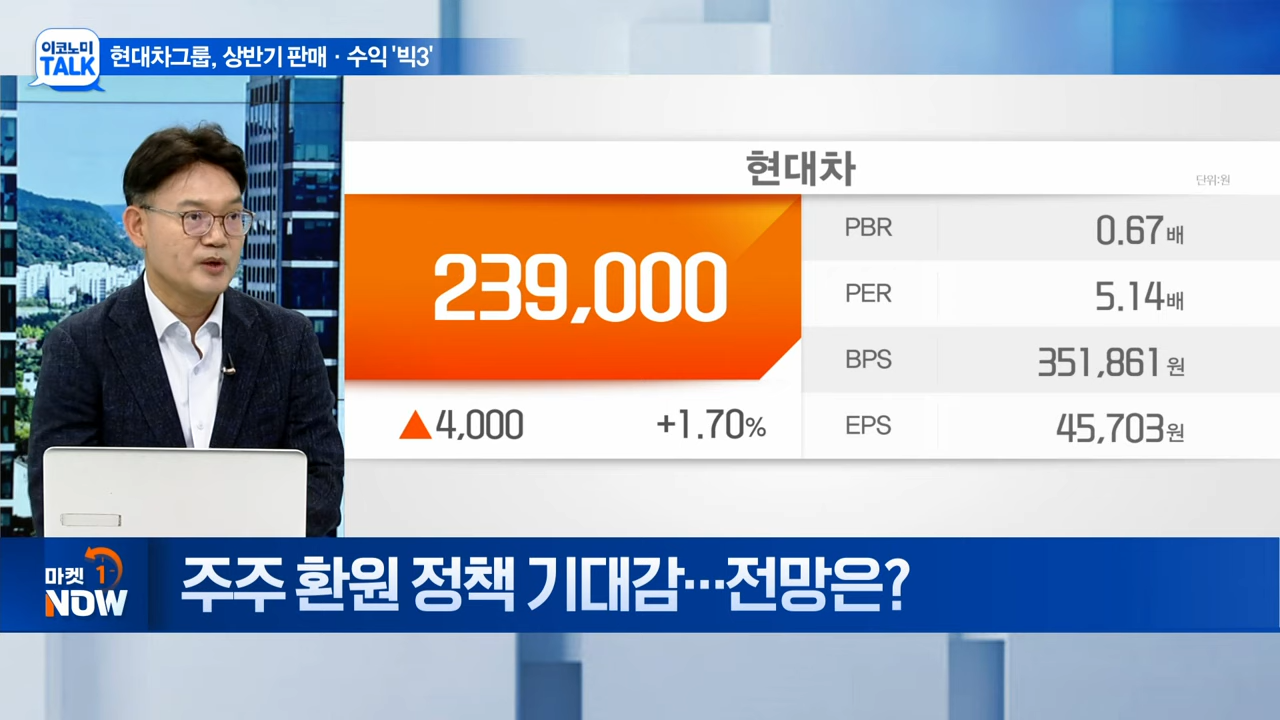 이코노미
TALK
현대차그룹, 상반기 판매·수익 '빅3'
현대차
단위:원
239,000
▲4,000 +1.70%
PBR 0.67배
PER 5.14배
BPS 351,861원
EPS 45,703원
마켓 1
NOW
주주 환원 정책 기대감…전망은?